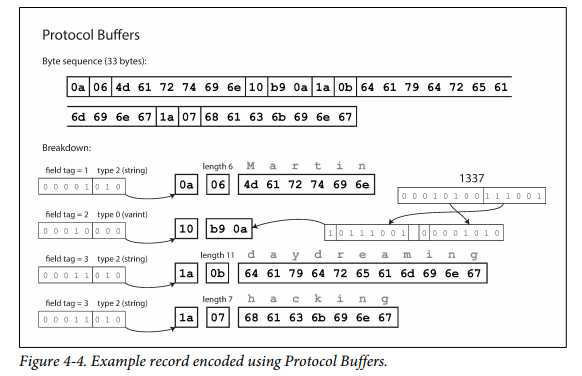 Protocol Buffers
Byte sequence (33 bytes):
0a 06 4d 61 72 74 69 6e 10 b9 0a 1a 0b 64 61 79 64 72 65 61
6d 69 6e 67 1a 07 68 61 63 6b 69 6e 67
Breakdown:
field tag = 1 type 2 (string) length 6 M a r t i n
0 0 0 0 1 0 1 0 0a 06 4d 61 72 74 69 6e
1337
0 0 0 1 0 1 0 0 1 1 1 0 0 1
field tag = 2 type 0 (varint)
0 0 0 1 0 0 0 0 10 b9 0a 1 0 1 1 1 0 0 1 0 0 0 0 1 0 1 0
field tag = 3 type 2 (string) length 11 d a y d r e a m i n g
0 0 0 1 1 0 1 0 1a 0b 64 61 79 64 72 65 61 6d 69 6e 67
field tag = 3 type 2 (string) length 7 h a c k i n g
0 0 0 1 1 0 1 0 1a 07 68 61 63 6b 69 6e 67
Figure 4-4. Example record encoded using Protocol Buffers.